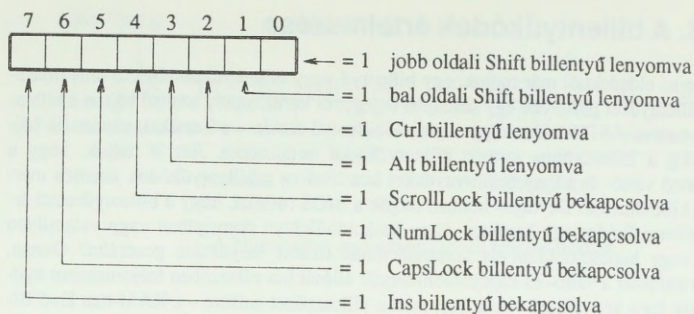 7 6 5 4 3 2 1 0
= 1 jobb oldali Shift billentyű lenyomva
= 1 bal oldali Shift billentyű lenyomva
= 1 Ctrl billentyű lenyomva
= 1 Alt billentyű lenyomva
= 1 ScrollLock billentyű bekapcsolva
= 1 NumLock billentyű bekapcsolva
= 1 CapsLock billentyű bekapcsolva
= 1 Ins billentyű bekapcsolva